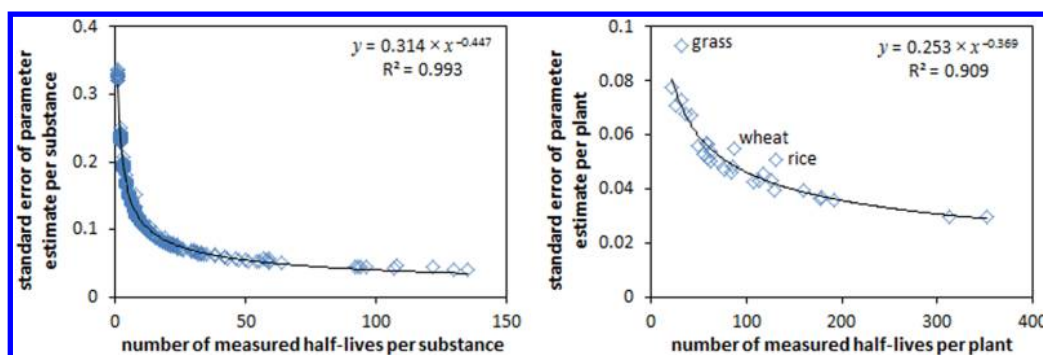 standard error of parameter
estimate per substance
0.4
0.3
0.2
0.1
0
0
50
100
150
number of measured half-lives per substance
y = 0.314 × x^−0.447
R² = 0.993
standard error of parameter
estimate per plant
0.1
0.08
0.06
0.04
0.02
0
0
100
200
300
400
number of measured half-lives per plant
y = 0.253 × x^−0.369
R² = 0.909
grass
wheat
rice